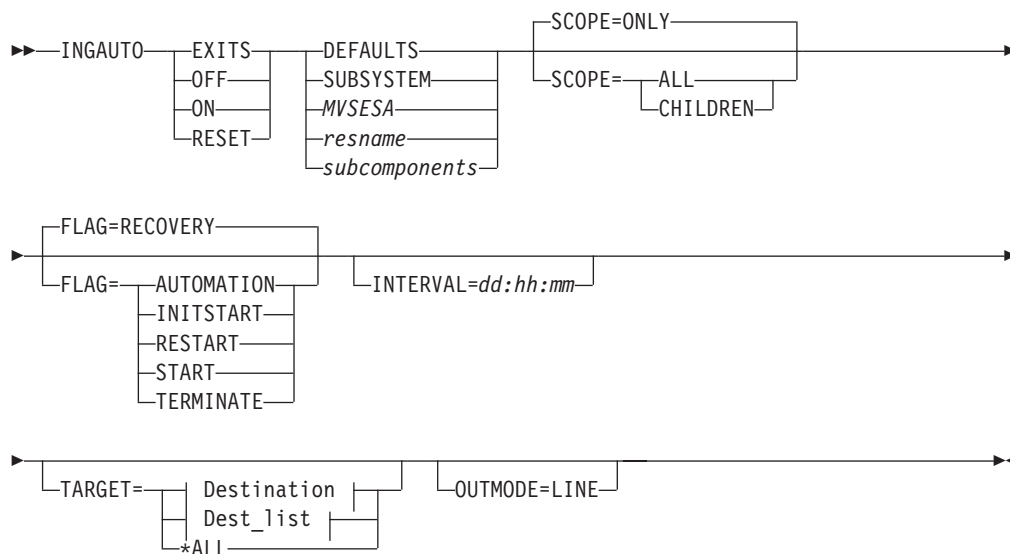 SCOPE=ONLY
INGAUTO EXITS DEFAULTS
OFF SUBSYSTEM SCOPE= ALL
ON MVSESA CHILDREN
RESET resname
subcomponents
FLAG=RECOVERY
FLAG= AUTOMATION INTERVAL=dd:hh:mm
INITSTART
RESTART
START
TERMINATE
TARGET= Destination OUTMODE=LINE
Dest_list
*ALL